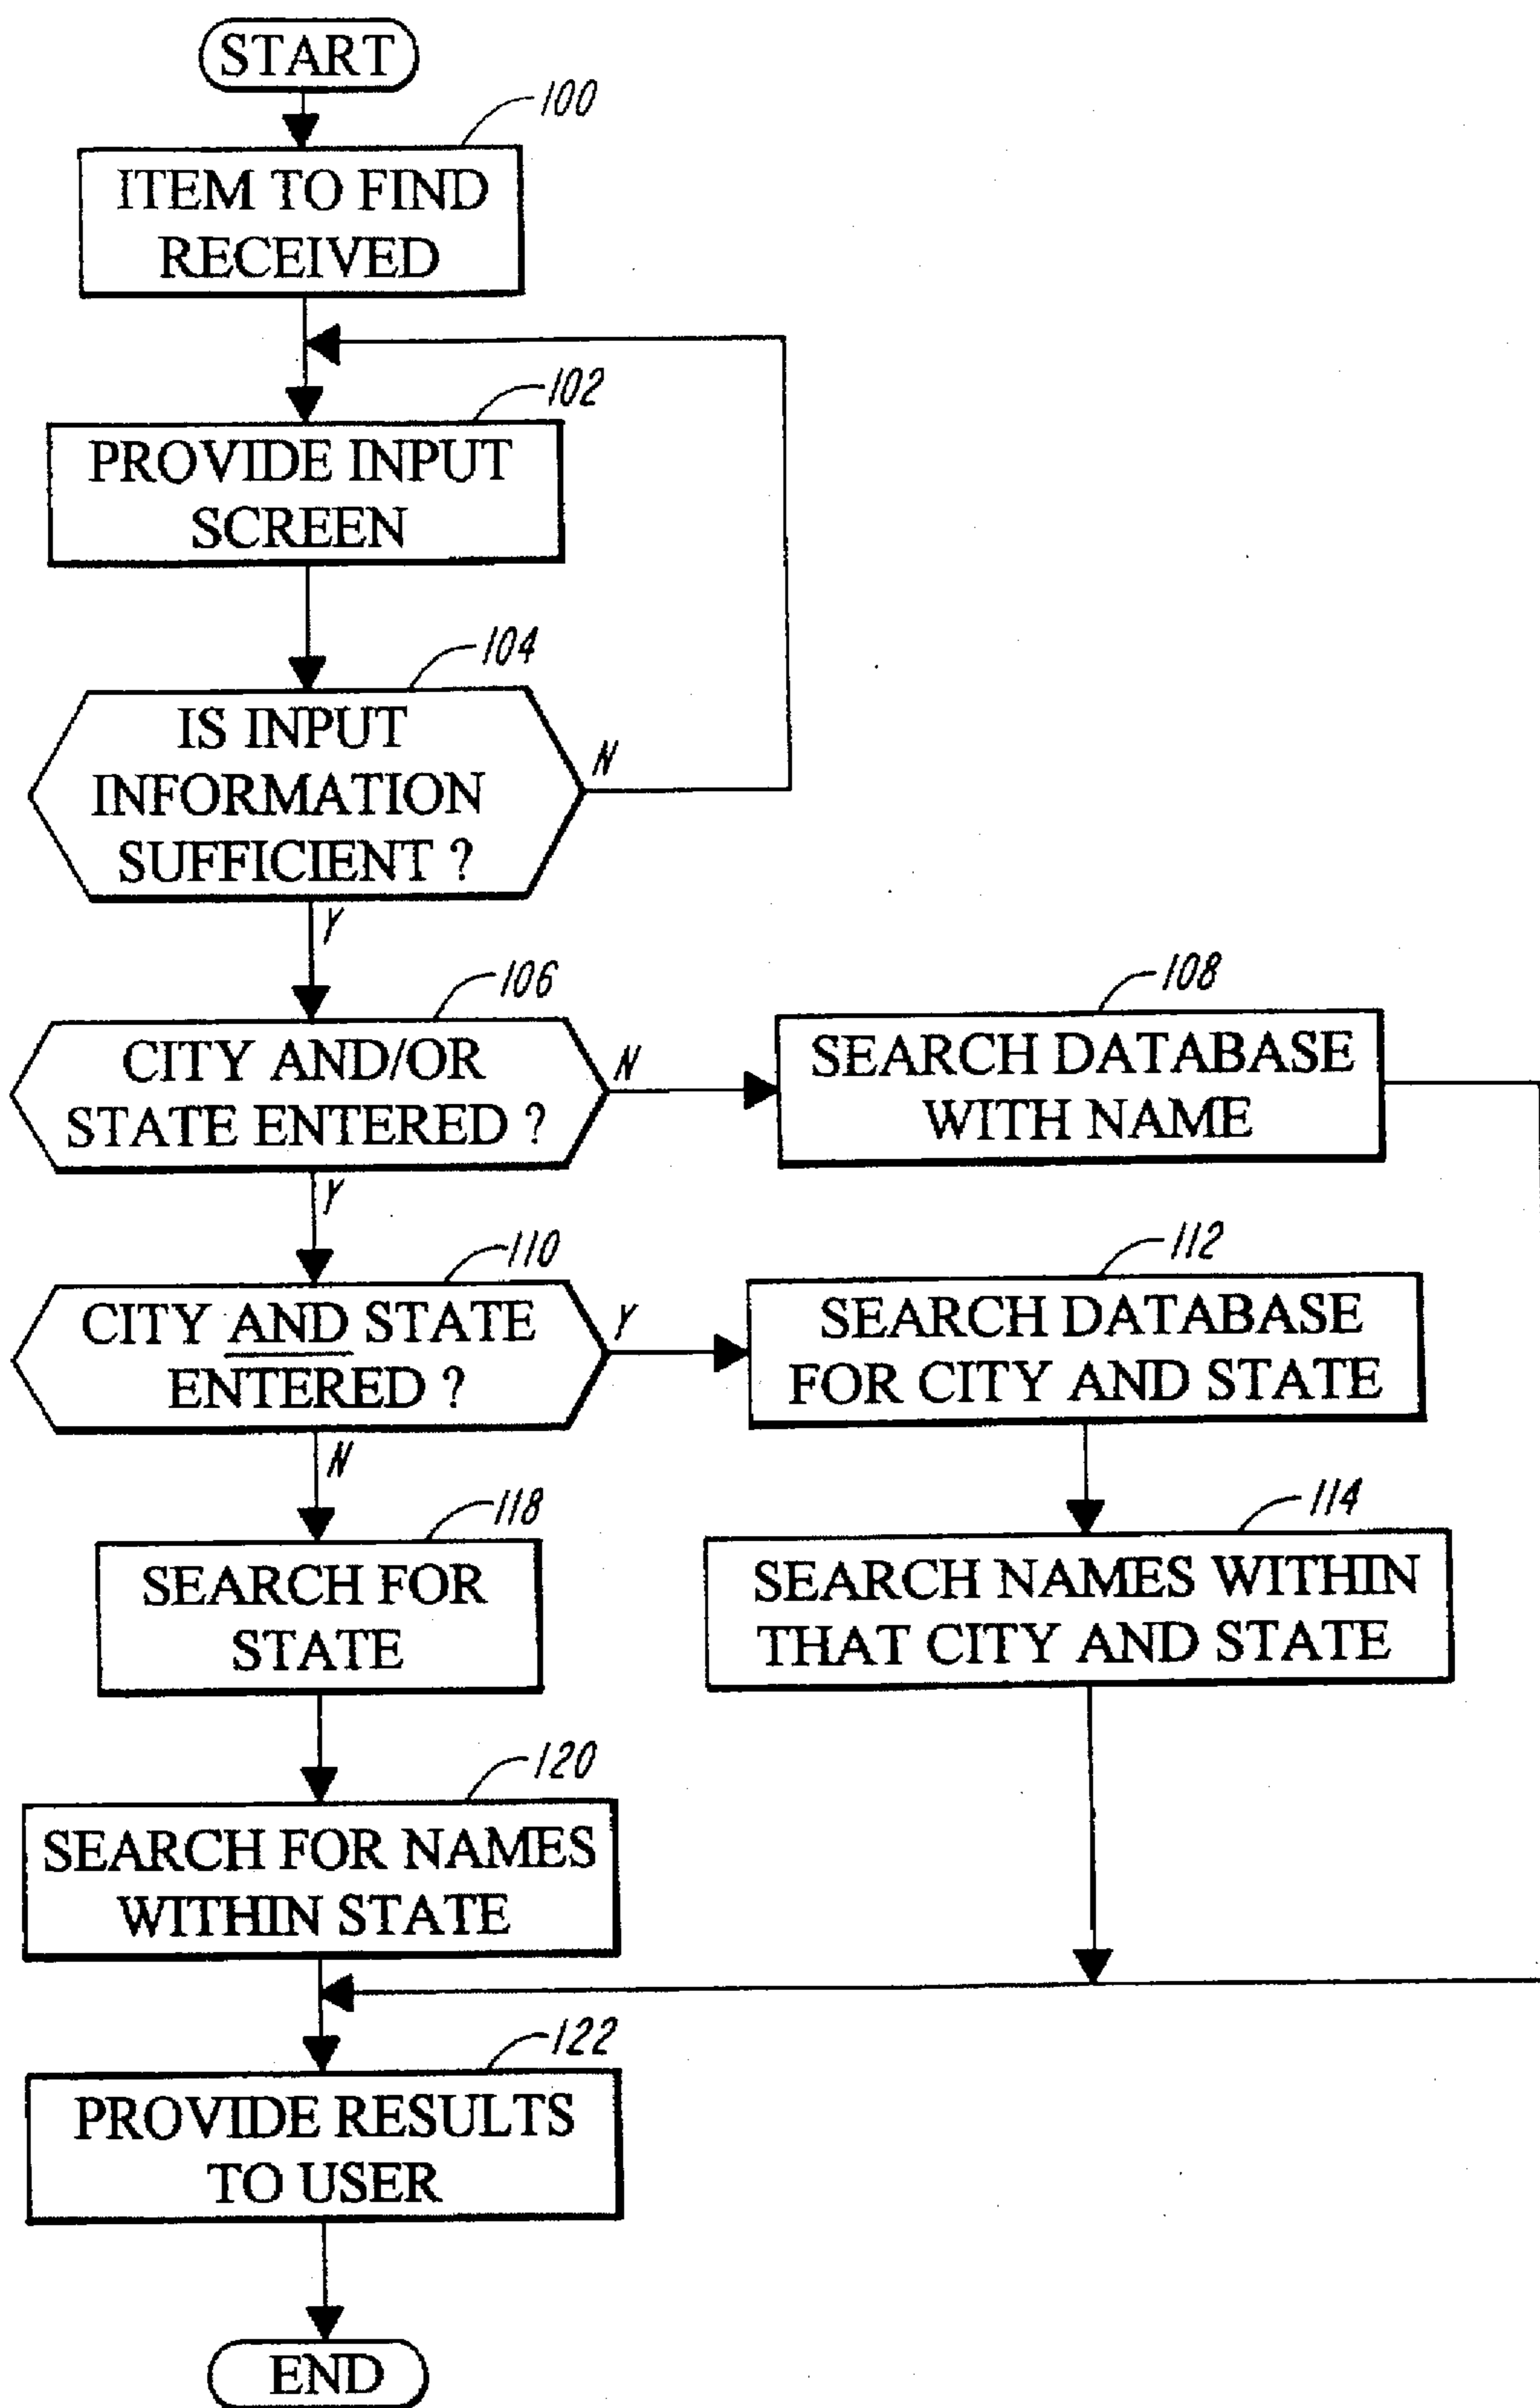 START
100
ITEM TO FIND
RECEIVED
102
PROVIDE INPUT
SCREEN
104
IS INPUT
INFORMATION
SUFFICIENT ?
N
Y
106
CITY AND/OR
STATE ENTERED ?
N
108
SEARCH DATABASE
WITH NAME
Y
110
CITY AND STATE
ENTERED ?
Y
112
SEARCH DATABASE
FOR CITY AND STATE
N
114
SEARCH NAMES WITHIN
THAT CITY AND STATE
118
SEARCH FOR
STATE
120
SEARCH FOR NAMES
WITHIN STATE
122
PROVIDE RESULTS
TO USER
END